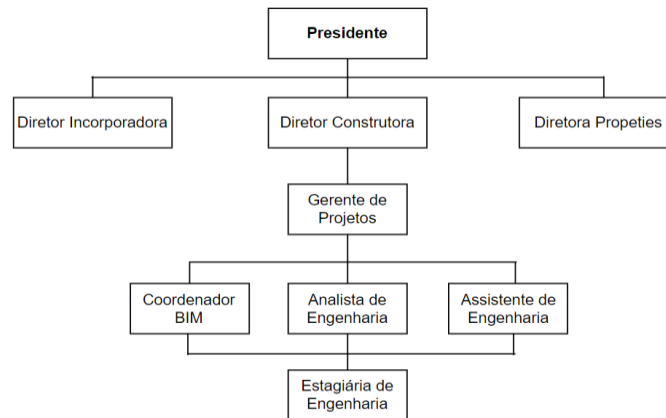 Presidente
Diretor Incorporadora
Diretor Construtora
Diretora Propeties
Gerente de
Projetos
Coordenador
BIM
Analista de
Engenharia
Assistente de
Engenharia
Estagiária de
Engenharia